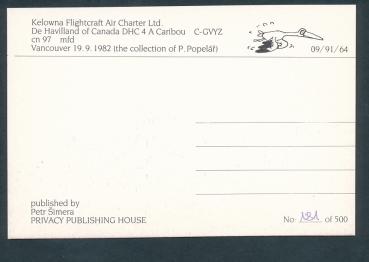 Kelowna Flightcraft Air Charter Ltd.
De Havilland of Canada DHC 4 A Caribou C-GVYZ
cn 97 mfd
Vancouver 19. 9. 1982 (the collection of P. Popelář)
09/91/64
published by
Petr Šimera
PRIVACY PUBLISHING HOUSE
No 181 of 500